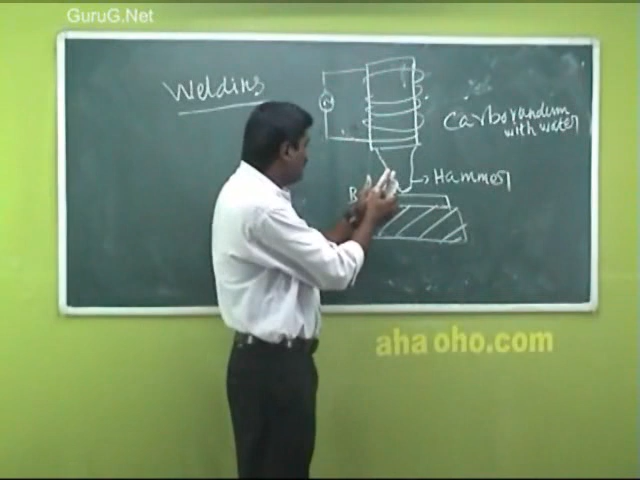 GuruG.Net
Welding
Carborandum
with water
Hammer
B
aha oho.com